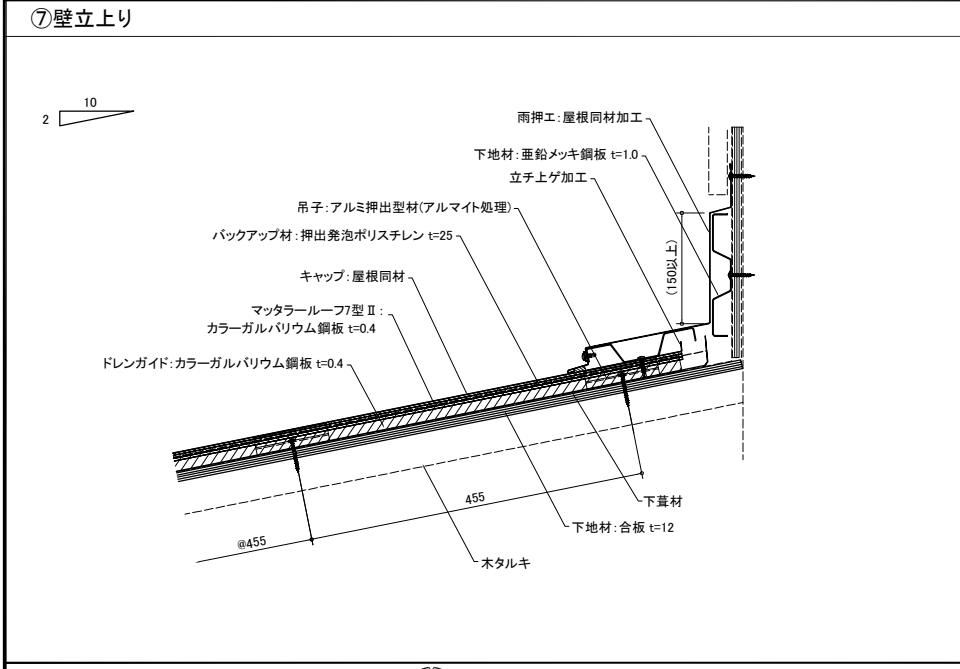 ⑦壁立上り
10
2
雨押エ:屋根同材加工
下地材:亜鉛メッキ鋼板 t=1.0
立チ上ゲ加工
吊子:アルミ押出型材(アルマイト処理)
バックアップ材:押出発泡ポリスチレン t=25
(150以上)
キャップ:屋根同材
マッタラールーフ7型Ⅱ:
カラーガルバリウム鋼板 t=0.4
ドレンガイド:カラーガルバリウム鋼板 t=0.4
455
下葺材
下地材:合板 t=12
@455
木タルキ